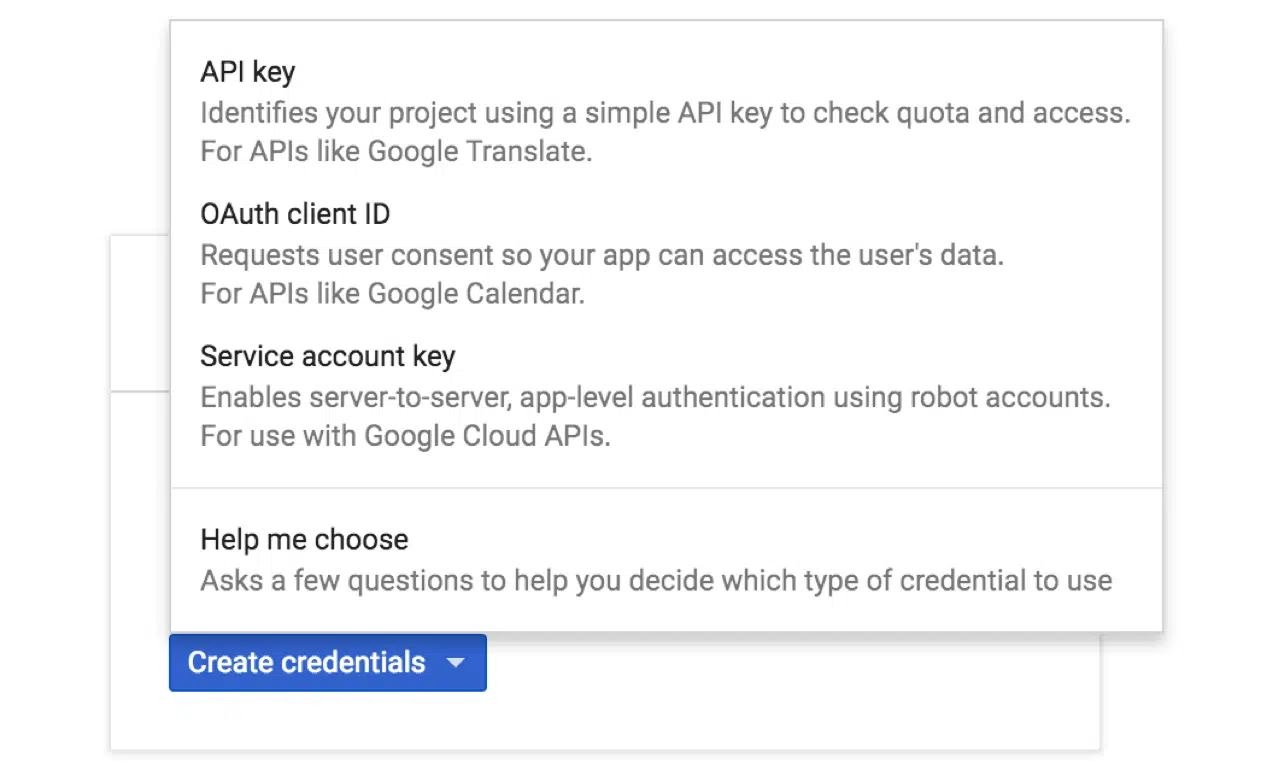 API key
Identifies your project using a simple API key to check quota and access.
For APIs like Google Translate.
OAuth client ID
Requests user consent so your app can access the user's data.
For APIs like Google Calendar.
Service account key
Enables server-to-server, app-level authentication using robot accounts.
For use with Google Cloud APIs.
Help me choose
Asks a few questions to help you decide which type of credential to use
Create credentials